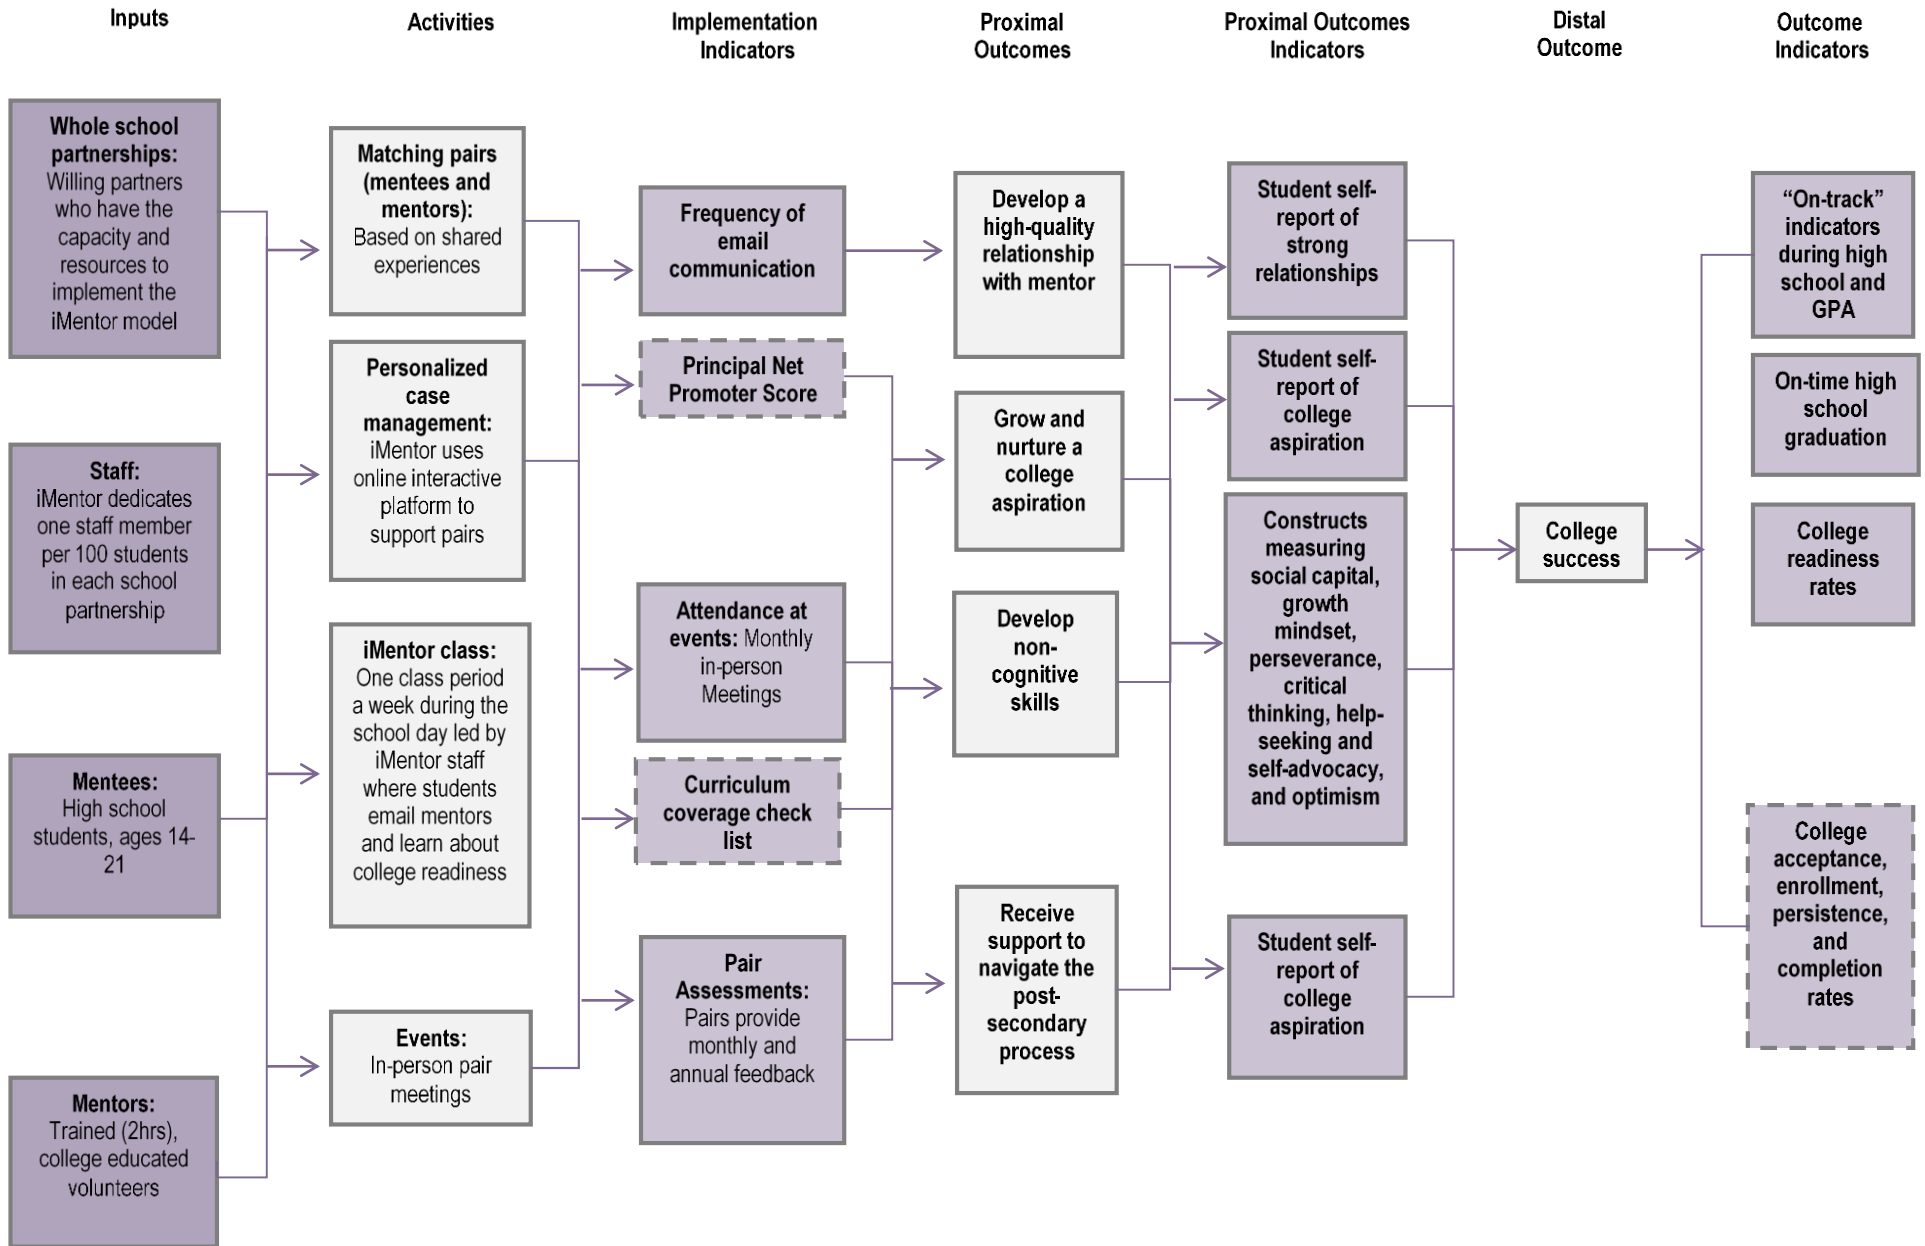 Inputs
Activities
Implementation
Indicators
Proximal
Outcomes
Proximal Outcomes
Indicators
Distal
Outcome
Outcome
Indicators
Whole school
partnerships:
Willing partners
who have the
capacity and
resources to
implement the
iMentor model
Staff:
iMentor dedicates
one staff member
per 100 students
in each school
partnership
Mentees:
High school
students, ages 14-
21
Mentors:
Trained (2hrs),
college educated
volunteers
Matching pairs
(mentees and
mentors):
Based on shared
experiences
Personalized
case
management:
iMentor uses
online interactive
platform to
support pairs
iMentor class:
One class period
a week during the
school day led by
iMentor staff
where students
email mentors
and learn about
college readiness
Events:
In-person pair
meetings
Frequency of
email
communication
Principal Net
Promoter Score
Attendance at
events: Monthly
in-person
Meetings
Curriculum
coverage check
list
Pair
Assessments:
Pairs provide
monthly and
annual feedback
Develop a
high-quality
relationship
with mentor
Grow and
nurture a
college
aspiration
Develop
non-
cognitive
skills
Receive
support to
navigate the
post-
secondary
process
Student self-
report of
strong
relationships
Student self-
report of
college
aspiration
Constructs
measuring
social capital,
growth
mindset,
perseverance,
critical
thinking, help-
seeking and
self-advocacy,
and optimism
Student self-
report of
college
aspiration
College
success
“On-track”
indicators
during high
school and
GPA
On-time high
school
graduation
College
readiness
rates
College
acceptance,
enrollment,
persistence,
and
completion
rates